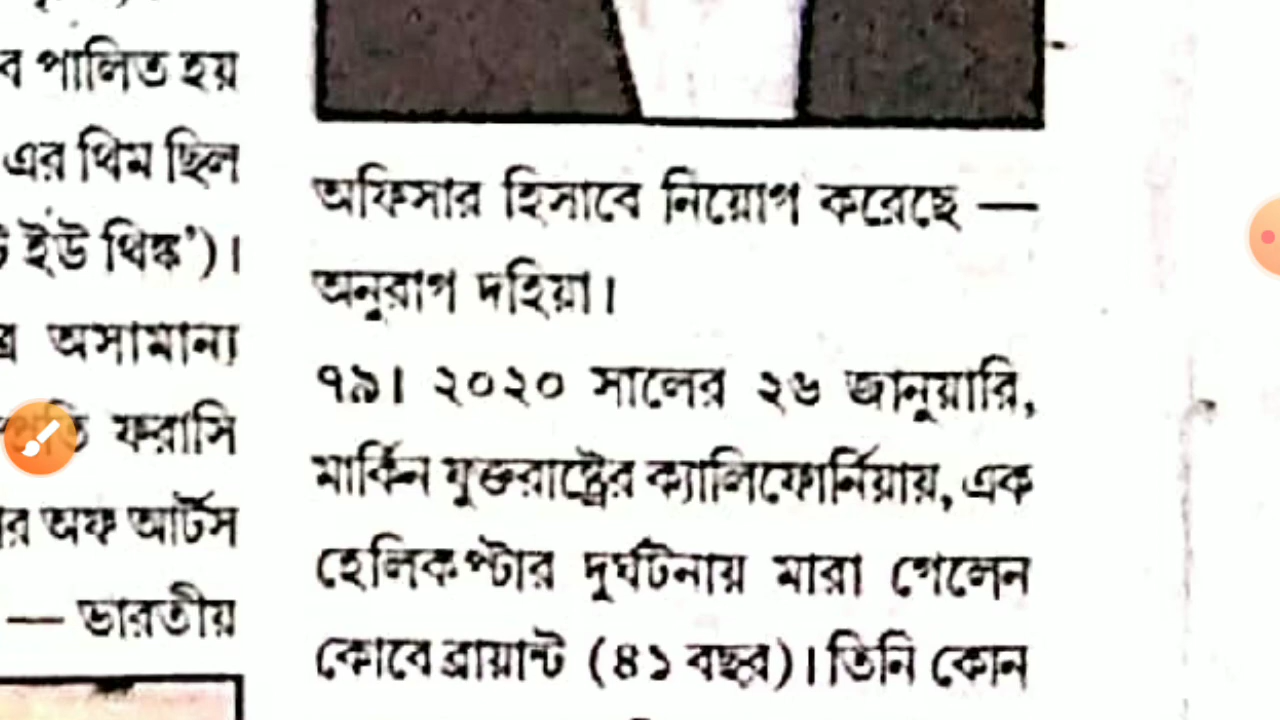 ব পালিত হয়
এর থিম ছিল
ইউ থিঙ্ক’)।
অসামান্য
ফরাসি
র অফ আর্টস
— ভারতীয়
অফিসার হিসাবে নিয়োগ করেছে —
অনুরাগ দহিয়া।
৭৯। ২০২০ সালের ২৬ জানুয়ারি,
মার্কিন যুক্তরাষ্ট্রের ক্যালিফোর্নিয়ায়, এক
হেলিকপ্টার দুর্ঘটনায় মারা গেলেন
কোবে ব্রায়ান্ট (৪১ বছর)। তিনি কোন